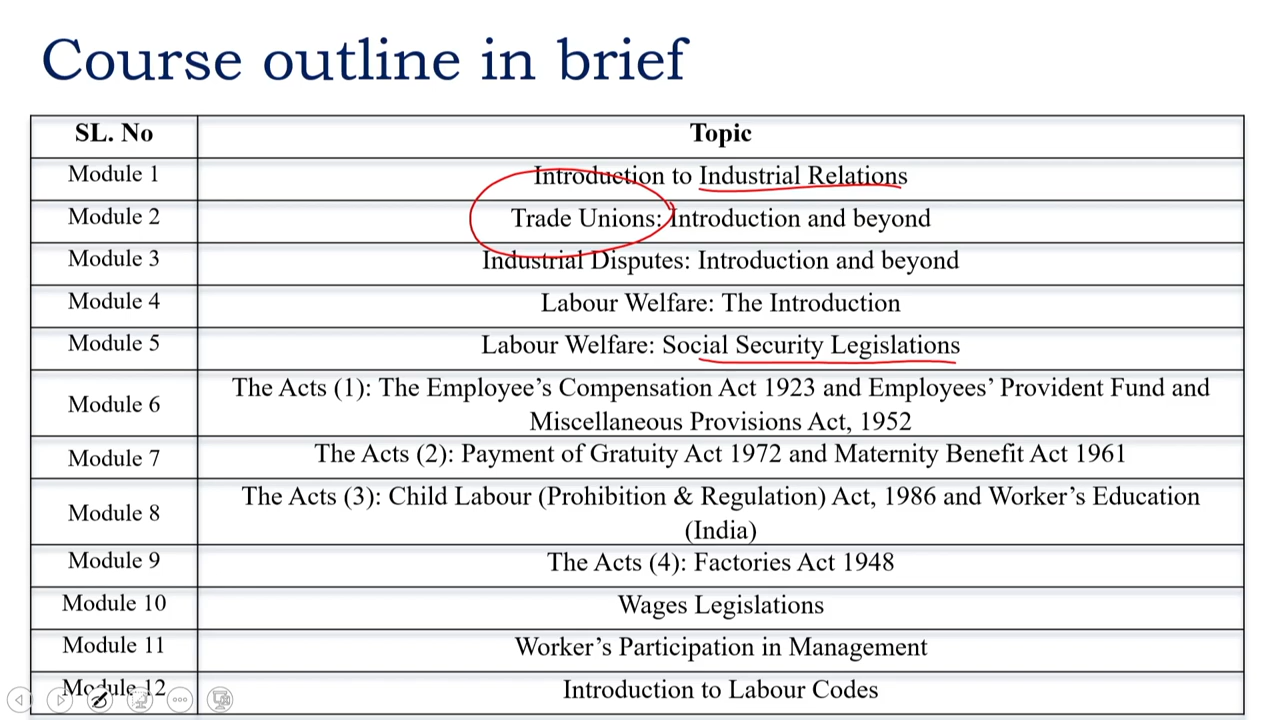 Course outline in brief
SL. No Topic
Module 1 Introduction to Industrial Relations
Module 2 Trade Unions: Introduction and beyond
Module 3 Industrial Disputes: Introduction and beyond
Module 4 Labour Welfare: The Introduction
Module 5 Labour Welfare: Social Security Legislations
Module 6 The Acts (1): The Employee’s Compensation Act 1923 and Employees’ Provident Fund and
Miscellaneous Provisions Act, 1952
Module 7 The Acts (2): Payment of Gratuity Act 1972 and Maternity Benefit Act 1961
Module 8 The Acts (3): Child Labour (Prohibition & Regulation) Act, 1986 and Worker’s Education
(India)
Module 9 The Acts (4): Factories Act 1948
Module 10 Wages Legislations
Module 11 Worker’s Participation in Management
Module 12 Introduction to Labour Codes